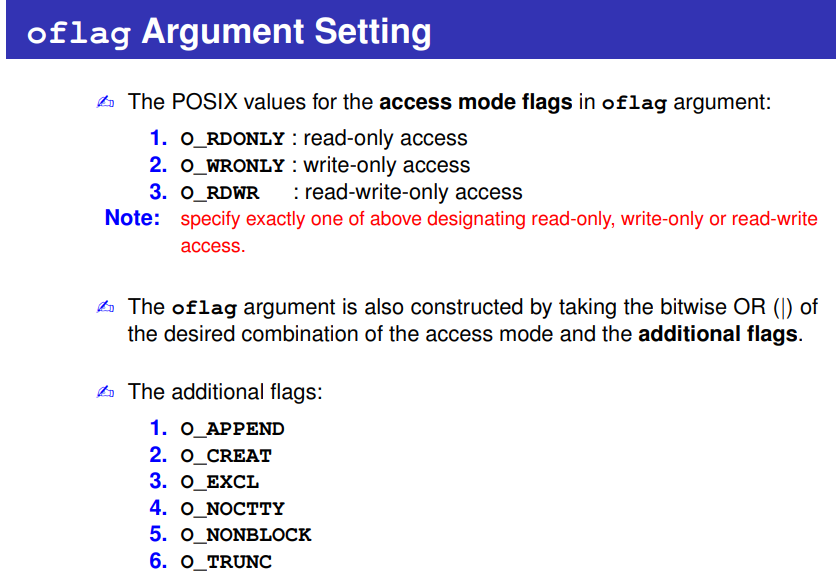 oflag Argument Setting
✍ The POSIX values for the access mode flags in oflag argument:
1. O_RDONLY : read-only access
2. O_WRONLY : write-only access
3. O_RDWR : read-write-only access
Note: specify exactly one of above designating read-only, write-only or read-write
access.
✍ The oflag argument is also constructed by taking the bitwise OR (|) of
the desired combination of the access mode and the additional flags.
✍ The additional flags:
1. O_APPEND
2. O_CREAT
3. O_EXCL
4. O_NOCTTY
5. O_NONBLOCK
6. O_TRUNC